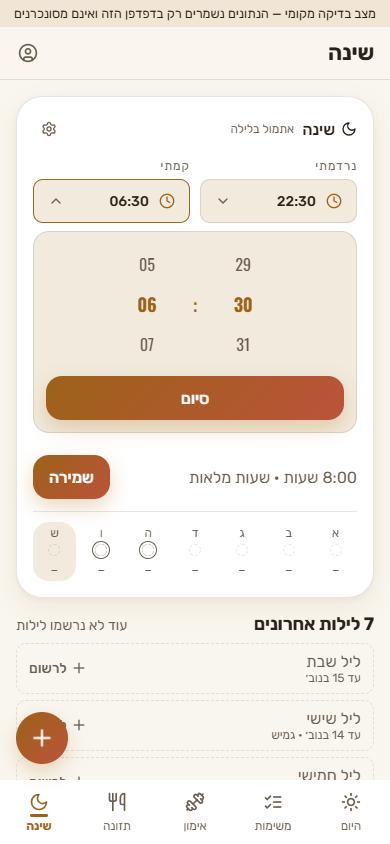 מצב בדיקה מקומי — הנתונים נשמרים רק בדפדפן הזה ואינם מסונכרנים
שינה
שינה אתמול בלילה
נרדמתי קמתי
22:30 06:30
05 29
06 : 30
07 31
סיום
8:00 שעות • שעות מלאות שמירה
א ב ג ד ה ו ש
– – – – – – –
7 לילות אחרונים עוד לא נרשמו לילות
ליל שבת
עד 15 בנוב׳
+ לרשום
ליל שישי
עד 14 בנוב׳ • גמיש
+
ליל חמישי
+
היום משימות אימון תזונה שינה